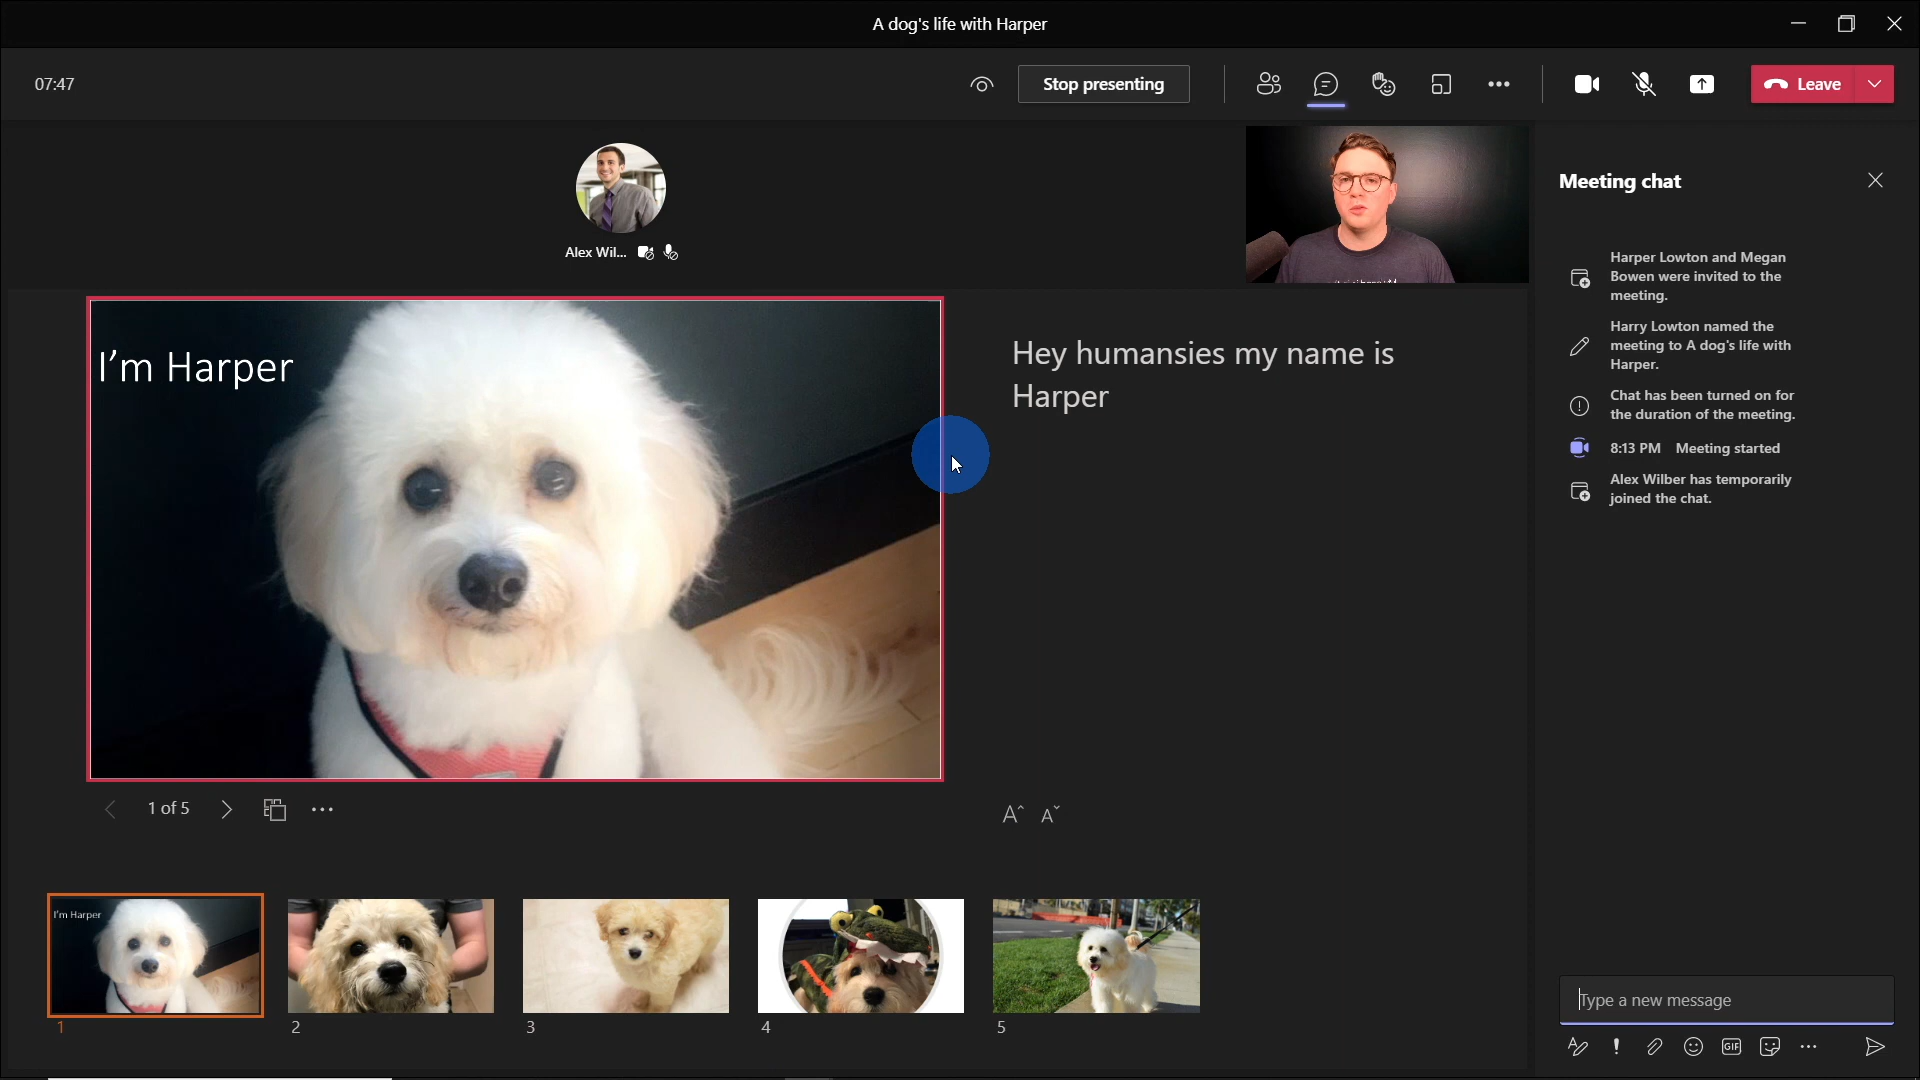 A dog's life with Harper
07:47
Stop presenting
Leave
Alex Wil...
I'm Harper
Hey humansies my name is
Harper
1 of 5
A A
I'm Harper
1
2
3
4
5
Meeting chat
Harper Lowton and Megan
Bowen were invited to the
meeting.
Harry Lowton named the
meeting to A dog's life with
Harper.
Chat has been turned on for
the duration of the meeting.
8:13 PM Meeting started
Alex Wilber has temporarily
joined the chat.
Type a new message
GIF